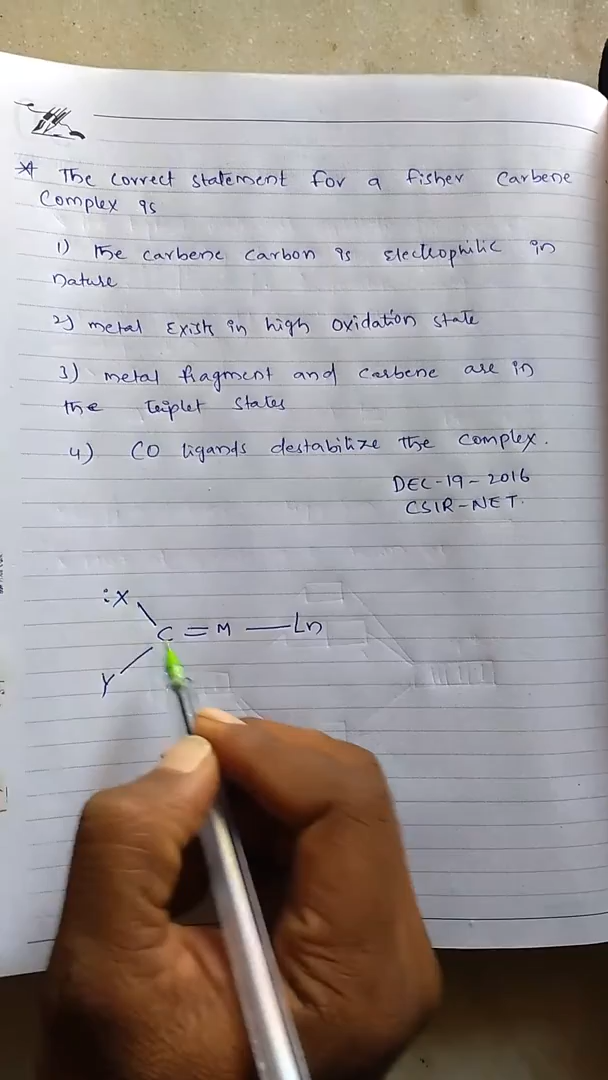 * The correct statement for a fisher carbene
complex is
1) The carbene carbon is electrophilic in
nature
2) metal Exists in high oxidation state
3) metal fragment and carbene are in
the triplet states
4) CO ligands destabilize the complex.
DEC-19-2016
CSIR-NET.
:X
C = M — Ln
Y